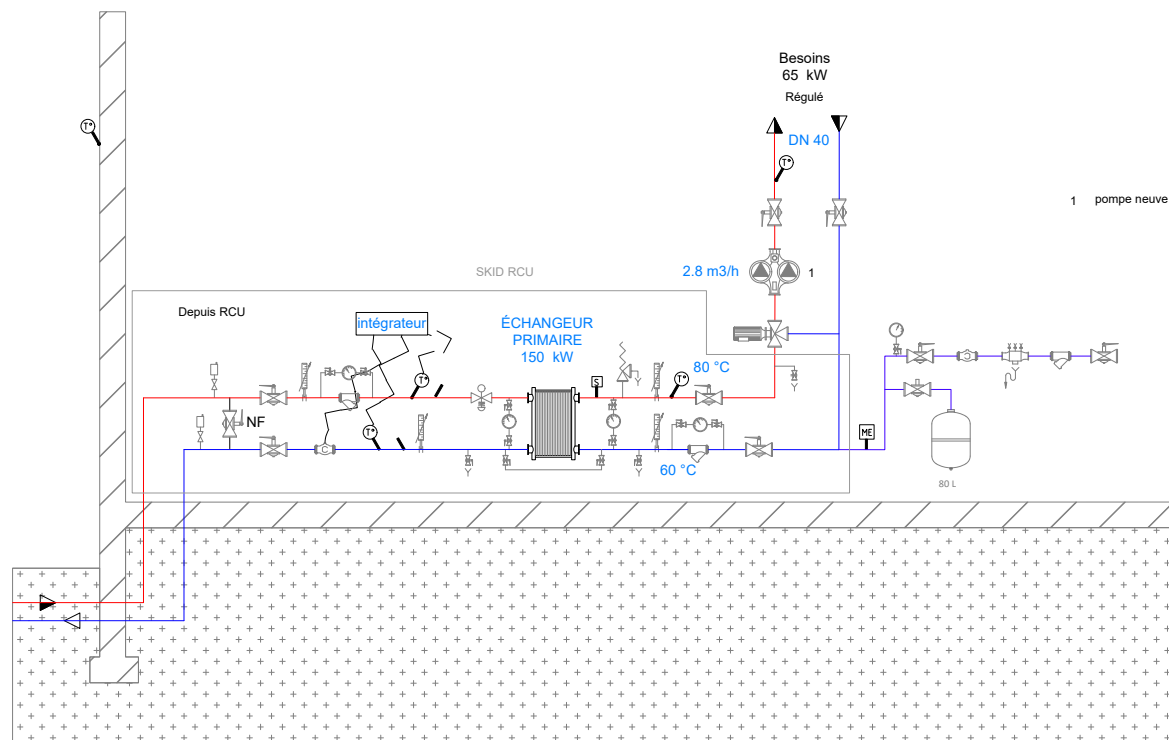 Besoins
65 kW
Régulé
DN 40
T°
T°
1 pompe neuve
SKID RCU
2.8 m3/h
1
Depuis RCU
intégrateur
ÉCHANGEUR
PRIMAIRE
150 kW
80 °C
T°
S
T°
NF
T°
ME
60 °C
80 L